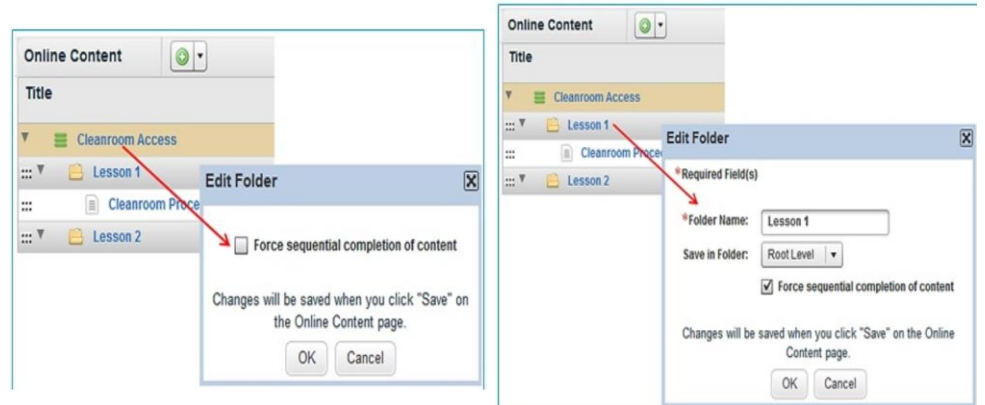 Online Content
Title
Cleanroom Access
Lesson 1
Cleanroom Proce
Lesson 2
Edit Folder
Force sequential completion of content
Changes will be saved when you click "Save" on
the Online Content page.
OK Cancel
Online Content
Title
Cleanroom Access
Lesson 1
Cleanroom Proce
Lesson 2
Edit Folder
*Required Field(s)
*Folder Name: Lesson 1
Save in Folder: Root Level
Force sequential completion of content
Changes will be saved when you click "Save" on the Online
Content page.
OK Cancel